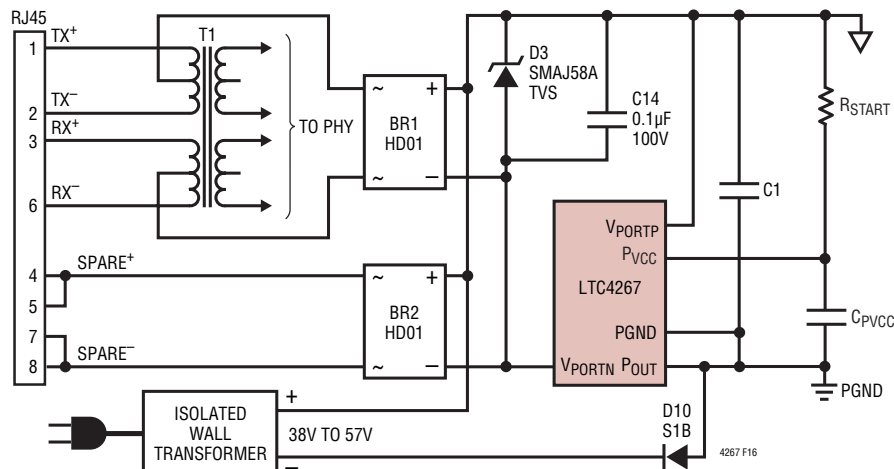 RJ45
1
TX+
2
TX–
3
RX+
6
RX–
4
SPARE+
5
7
8
SPARE–
T1
TO PHY
~
+
BR1
HD01
~
–
~
+
BR2
HD01
~
–
D3
SMAJ58A
TVS
C14
0.1µF
100V
RSTART
C1
VPORTP
PVCC
LTC4267
PGND
VPORTN
POUT
CPVCC
PGND
ISOLATED
WALL
TRANSFORMER
+
38V TO 57V
–
D10
S1B
4267 F16